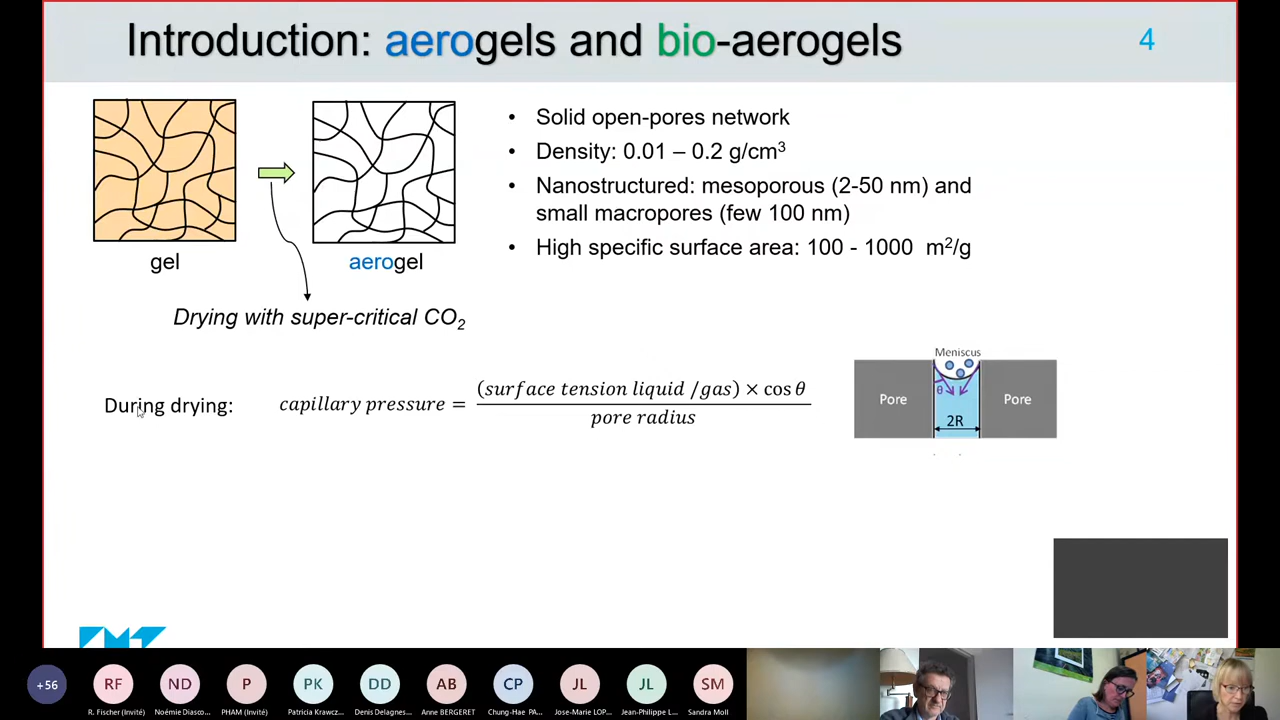 Introduction: aerogels and bio-aerogels
4
gel
aerogel
Drying with super-critical CO2
• Solid open-pores network
• Density: 0.01 – 0.2 g/cm3
• Nanostructured: mesoporous (2-50 nm) and
small macropores (few 100 nm)
• High specific surface area: 100 - 1000 m2/g
During drying:
capillary pressure = (surface tension liquid /gas) × cos θ
pore radius
Meniscus
θ
Pore
2R
Pore
+56
RF
ND
P
PK
DD
AB
CP
JL
JL
SM
R. Fischer (Invité)
Noémie Diasco...
PHAM (Invité)
Patricia Krawcz...
Denis Delagnes...
Anne BERGERET
Chung-Hae PA...
Jose-Marie LOP...
Jean-Philippe L...
Sandra Moll